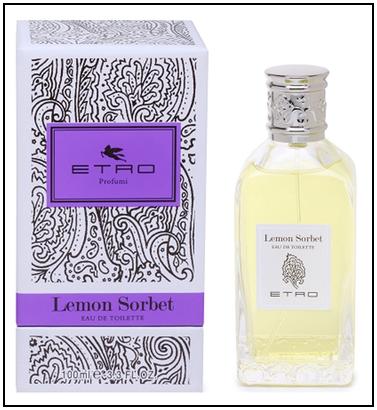 ETRO
Profumi
Lemon Sorbet
EAU DE TOILETTE
100ml ℮ 3.3 FL OZ
Lemon Sorbet
EAU DE TOILETTE
ETRO